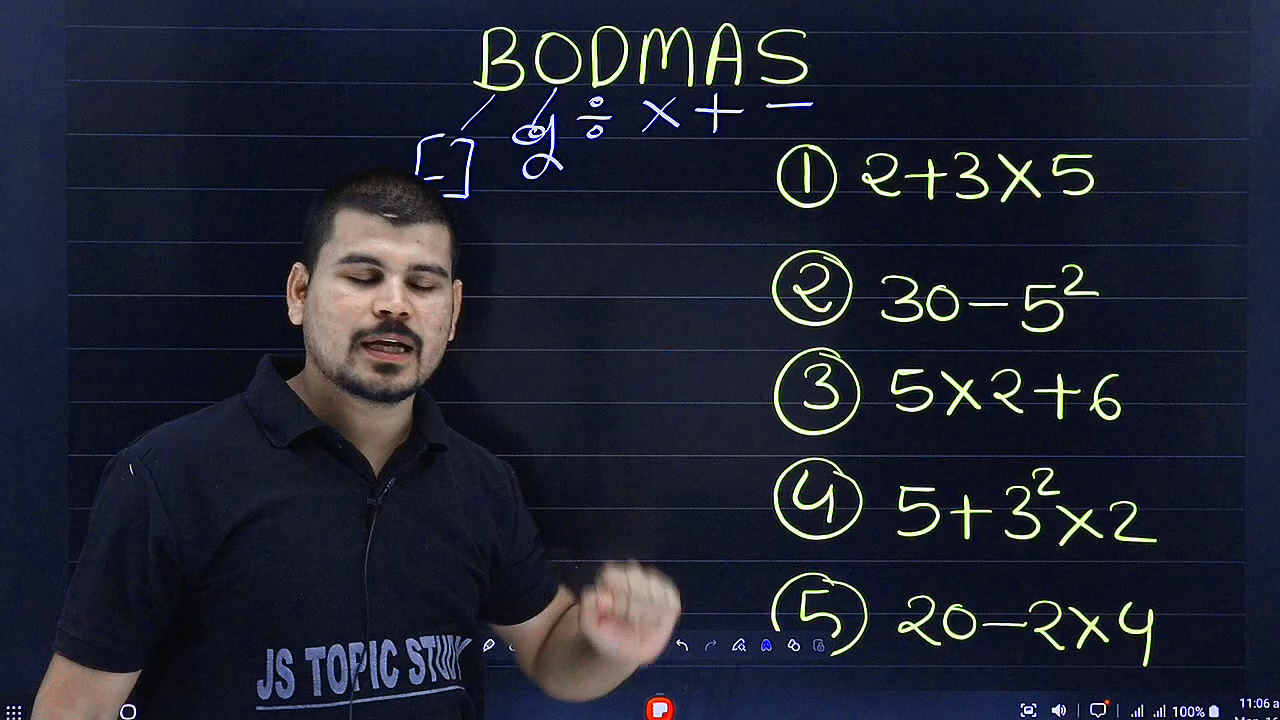 BODMAS
[-] ÷ × + −
① 2+3×5
② 30−5²
③ 5×2+6
④ 5+3²×2
⑤ 20−2×4
JS TOPIC STUDY
100% 11:06 a